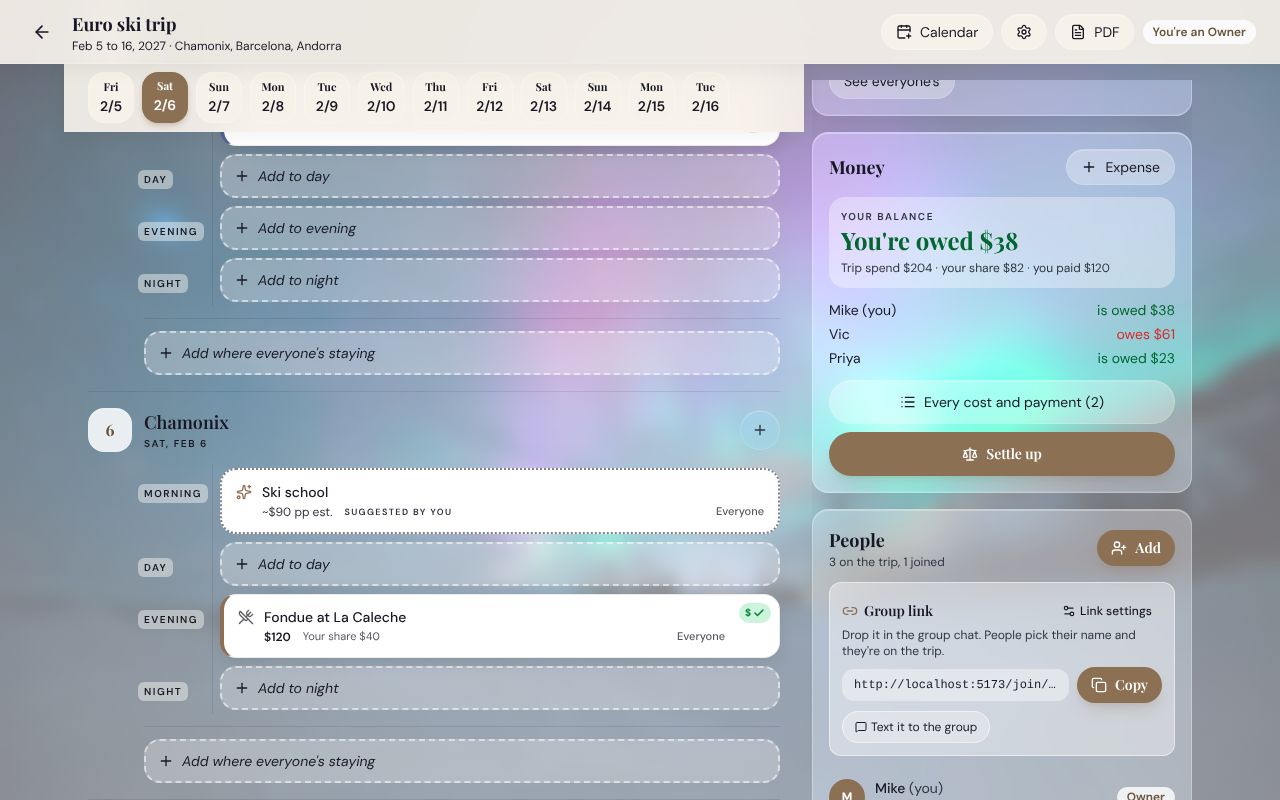 Euro ski trip
Feb 5 to 16, 2027 · Chamonix, Barcelona, Andorra
Calendar
PDF
You're an Owner
Fri 2/5
Sat 2/6
Sun 2/7
Mon 2/8
Tue 2/9
Wed 2/10
Thu 2/11
Fri 2/12
Sat 2/13
Sun 2/14
Mon 2/15
Tue 2/16
DAY
Add to day
EVENING
Add to evening
NIGHT
Add to night
Add where everyone's staying
6
Chamonix
SAT, FEB 6
MORNING
Ski school
~$90 pp est. SUGGESTED BY YOU Everyone
DAY
Add to day
EVENING
Fondue at La Caleche
$
$120 Your share $40 Everyone
NIGHT
Add to night
Add where everyone's staying
See everyone's
Money
Expense
YOUR BALANCE
You're owed $38
Trip spend $204 · your share $82 · you paid $120
Mike (you) is owed $38
Vic owes $61
Priya is owed $23
Every cost and payment (2)
Settle up
People
3 on the trip, 1 joined
Add
Group link
Link settings
Drop it in the group chat. People pick their name and
they're on the trip.
http://localhost:5173/join/…
Copy
Text it to the group
M
Mike (you)
Owner